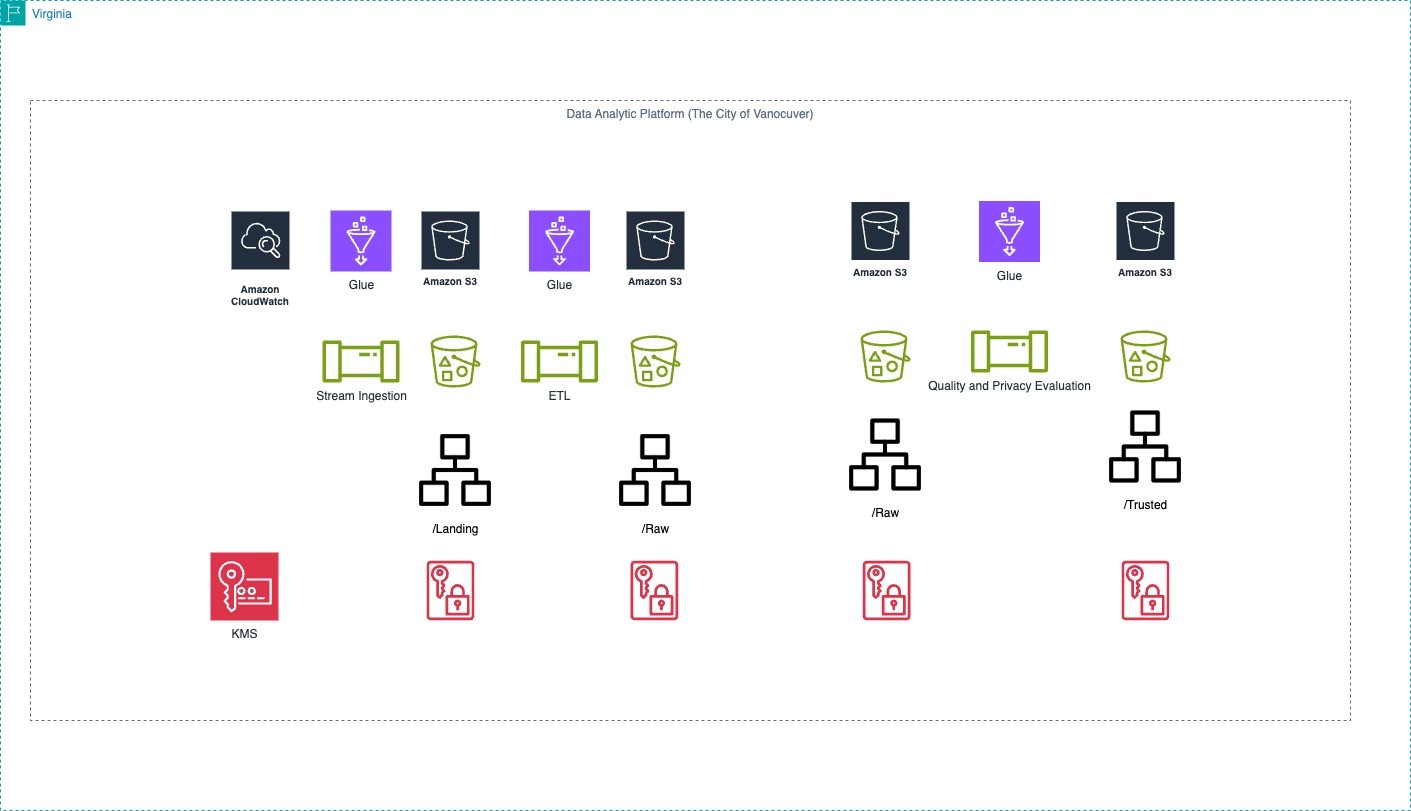 Virginia
Data Analytic Platform (The City of Vanocuver)
Amazon
CloudWatch
Glue
Amazon S3
Glue
Amazon S3
Amazon S3
Glue
Amazon S3
Stream Ingestion
ETL
Quality and Privacy Evaluation
/Landing
/Raw
/Raw
/Trusted
KMS